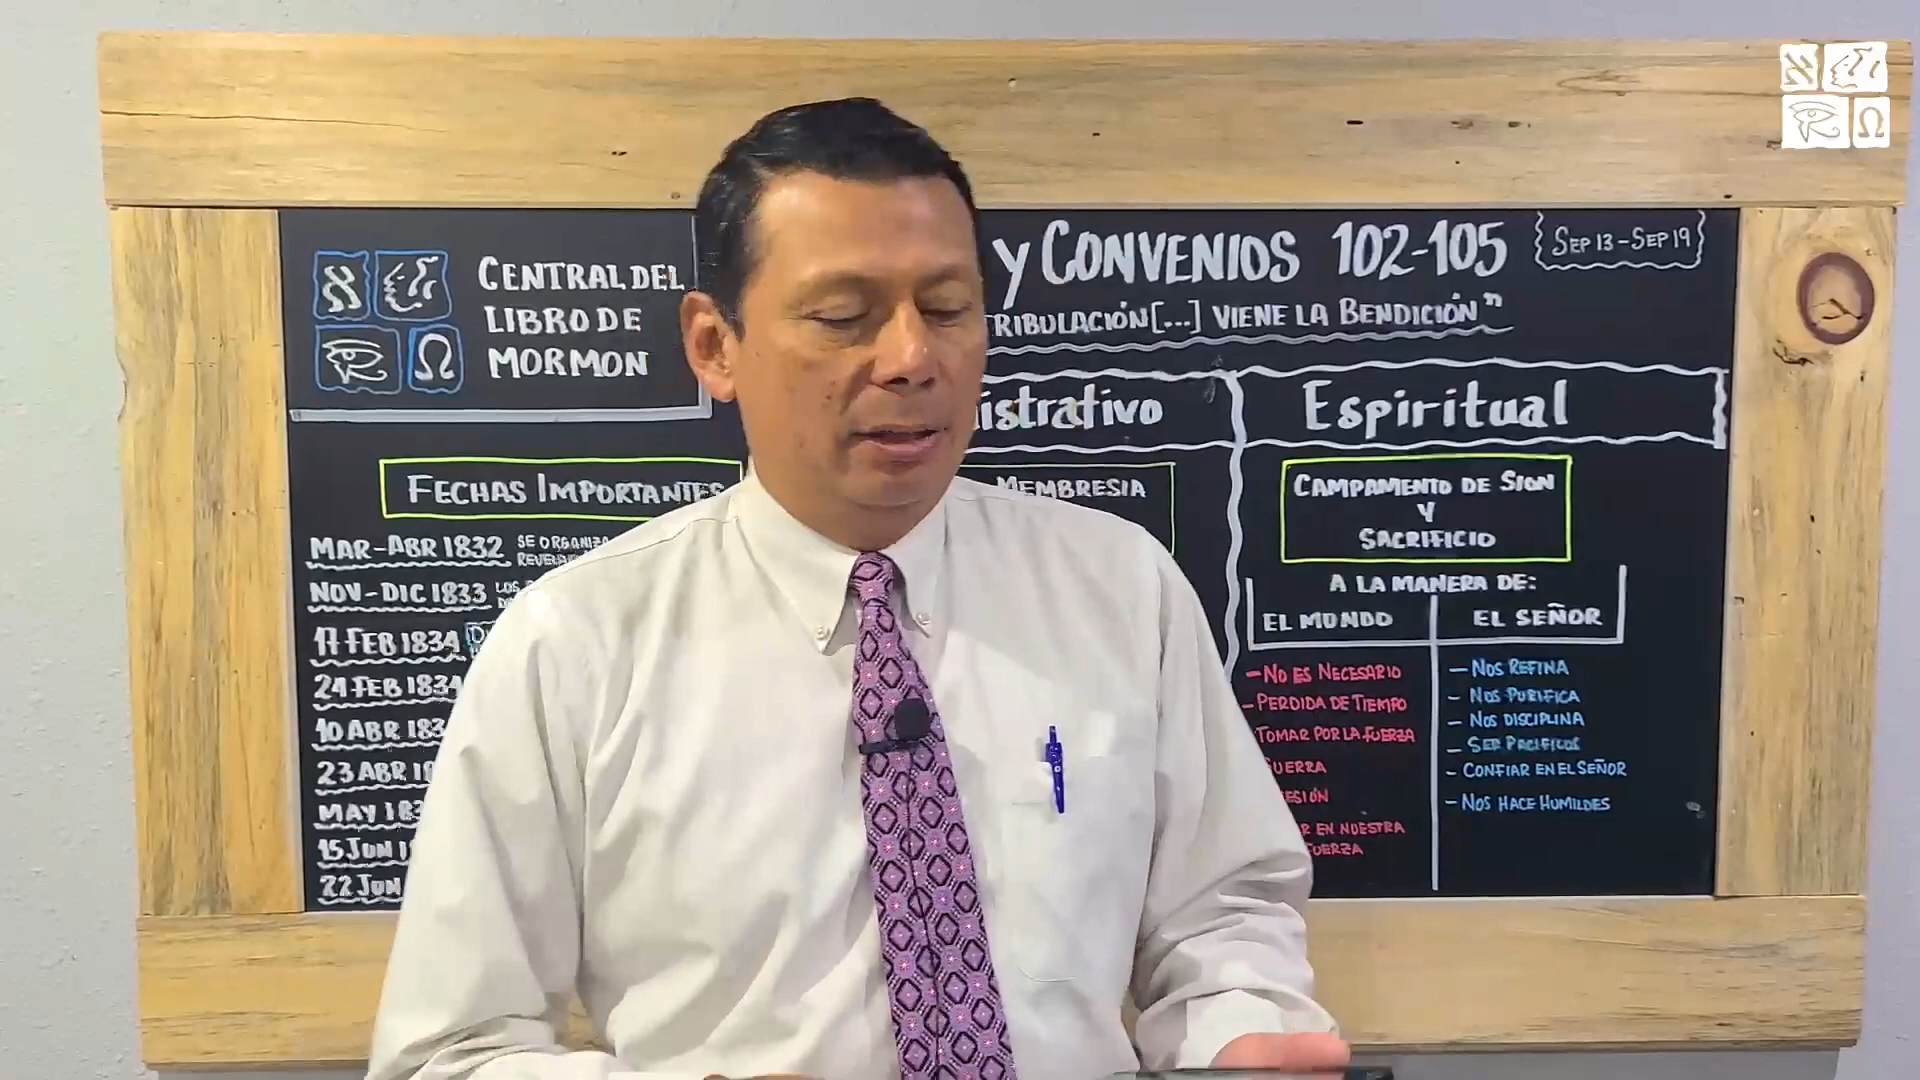 CENTRAL DEL
LIBRO DE
MORMON
Y CONVENIOS 102-105
SEP 13-SEP 19
TRIBULACIÓN[...] VIENE LA BENDICIÓN"
Espiritual
FECHAS IMPORTANTES
MAR-ABR 1832
SE ORGANIZA
NOV-DIC 1833
LOS
17 FEB 1834
24 FEB 1834
10 ABR 183
23 ABR 1
MAY 183
15 JUN 1
22 JUN
MEMBRESIA
CAMPAMENTO DE SION
Y
SACRIFICIO
A LA MANERA DE:
EL MUNDO
EL SEÑOR
- NO ES NECESARIO
- PERDIDA DE TIEMPO
TOMAR POR LA FUERZA
GUERRA
EN NUESTRA
FUERZA
- NOS REFINA
- NOS PURIFICA
- NOS DISCIPLINA
- SER PACIFICOS
- CONFIAR EN EL SEÑOR
- NOS HACE HUMILDES